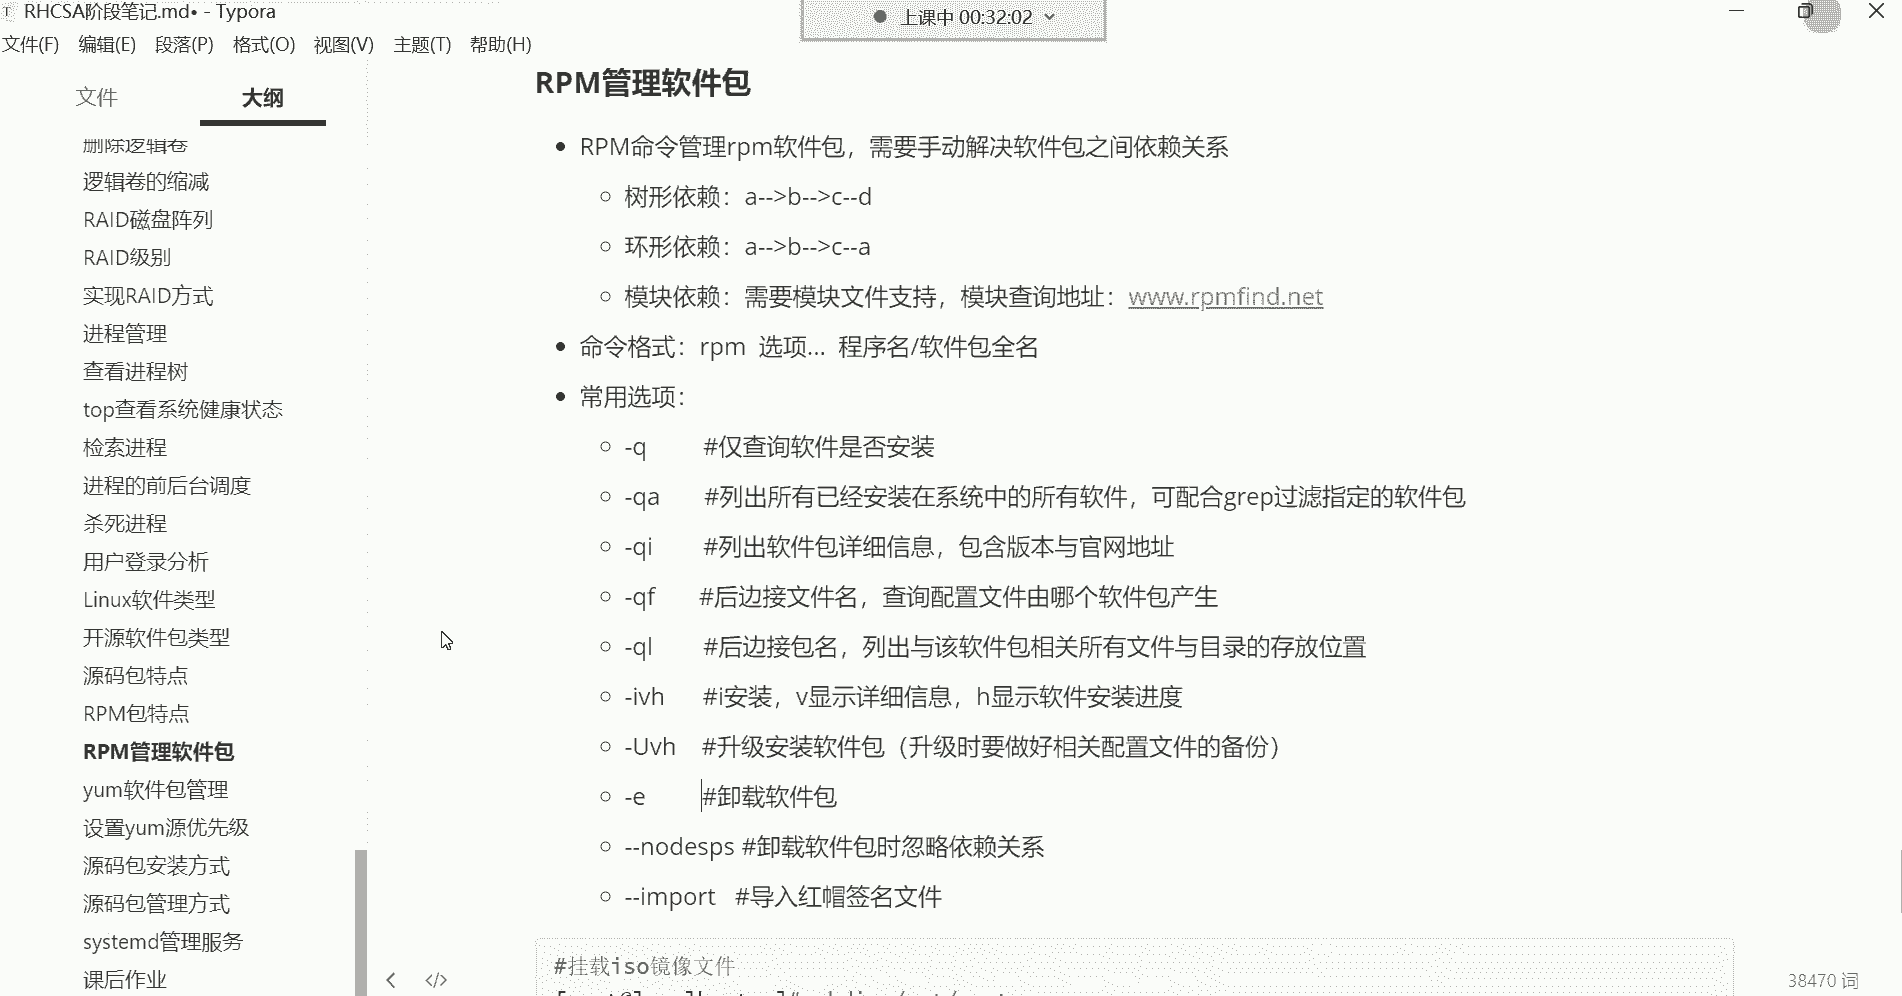 RHCSA阶段笔记.md• - Typora
上课中 00:32:02
文件(F) 编辑(E) 段落(P) 格式(O) 视图(V) 主题(T) 帮助(H)
文件 大纲
删除逻辑卷
逻辑卷的缩减
RAID磁盘阵列
RAID级别
实现RAID方式
进程管理
查看进程树
top查看系统健康状态
检索进程
进程的前后台调度
杀死进程
用户登录分析
Linux软件类型
开源软件包类型
源码包特点
RPM包特点
RPM管理软件包
yum软件包管理
设置yum源优先级
源码包安装方式
源码包管理方式
systemd管理服务
课后作业
RPM管理软件包
RPM命令管理rpm软件包，需要手动解决软件包之间依赖关系
树形依赖：a-->b-->c--d
环形依赖：a-->b-->c--a
模块依赖：需要模块文件支持，模块查询地址：www.rpmfind.net
命令格式：rpm 选项... 程序名/软件包全名
常用选项：
-q #仅查询软件是否安装
-qa #列出所有已经安装在系统中的所有软件，可配合grep过滤指定的软件包
-qi #列出软件包详细信息，包含版本与官网地址
-qf #后边接文件名，查询配置文件由哪个软件包产生
-ql #后边接包名，列出与该软件包相关所有文件与目录的存放位置
-ivh #i安装，v显示详细信息，h显示软件安装进度
-Uvh #升级安装软件包（升级时要做好相关配置文件的备份）
-e #卸载软件包
--nodesps #卸载软件包时忽略依赖关系
--import #导入红帽签名文件
#挂载iso镜像文件
38470 词